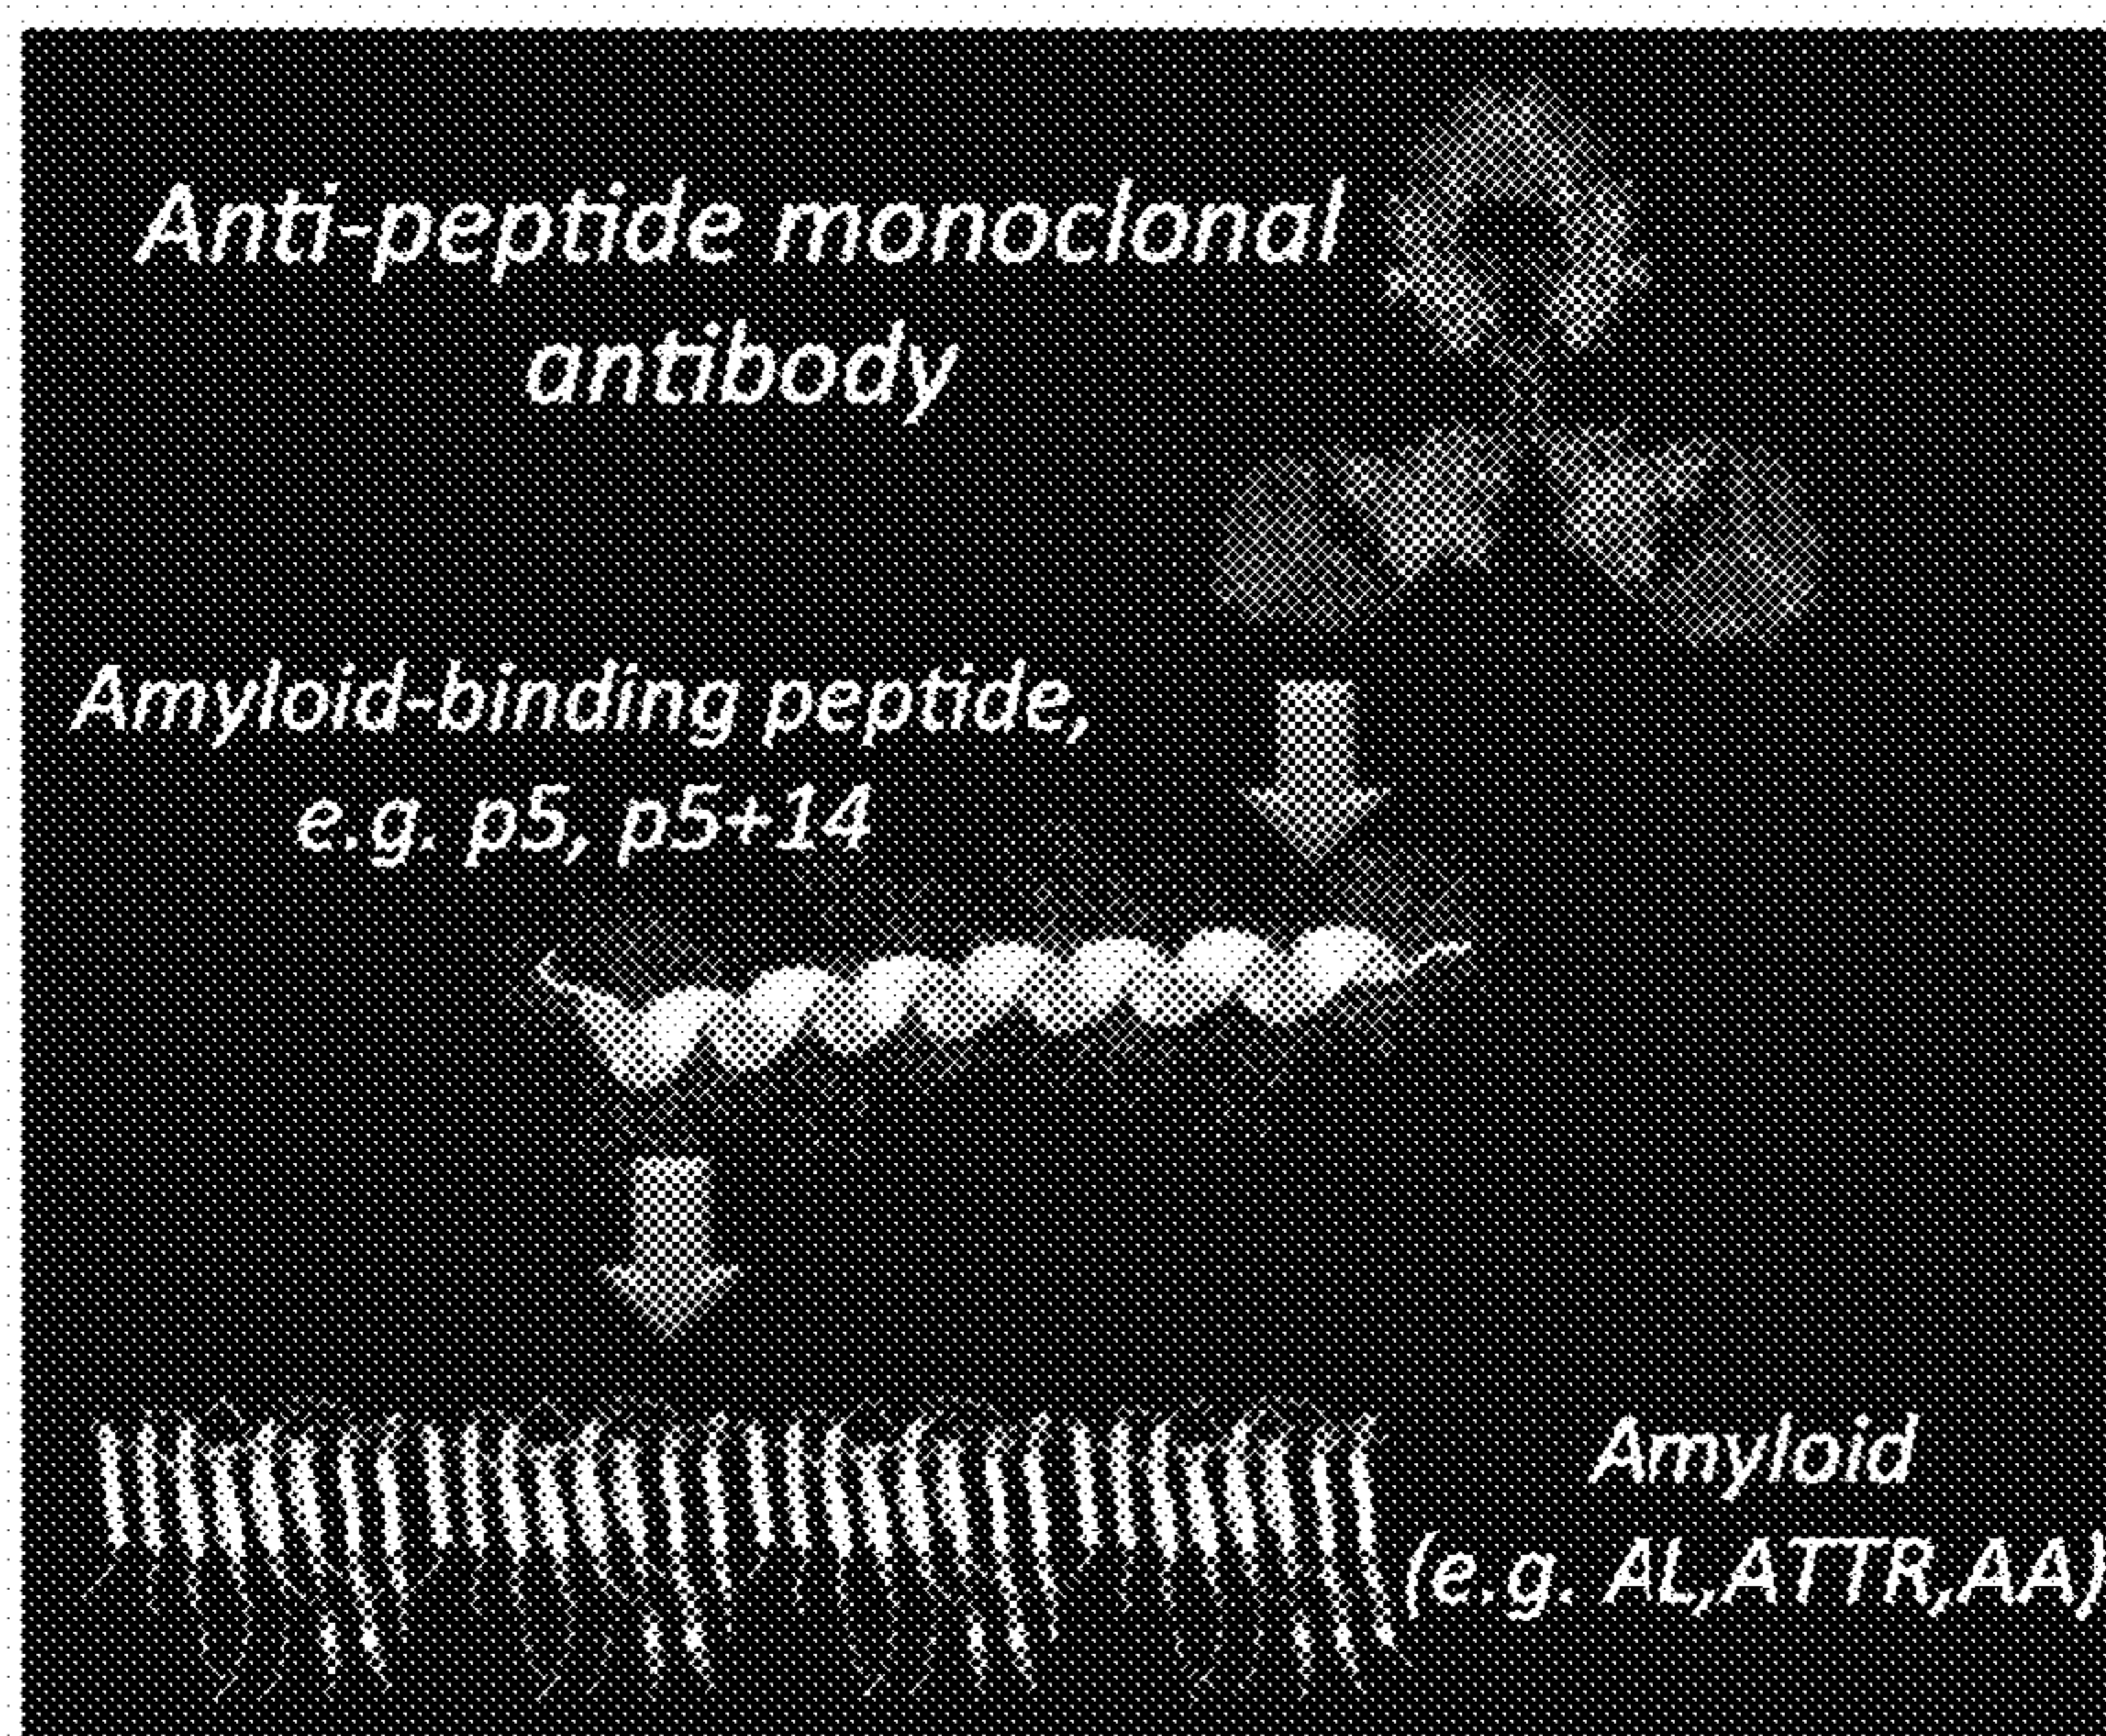 Anti-peptide monoclonal
antibody
Amyloid-binding peptide,
e.g. p5, p5+14
Amyloid
(e.g. AL,ATTR,AA)